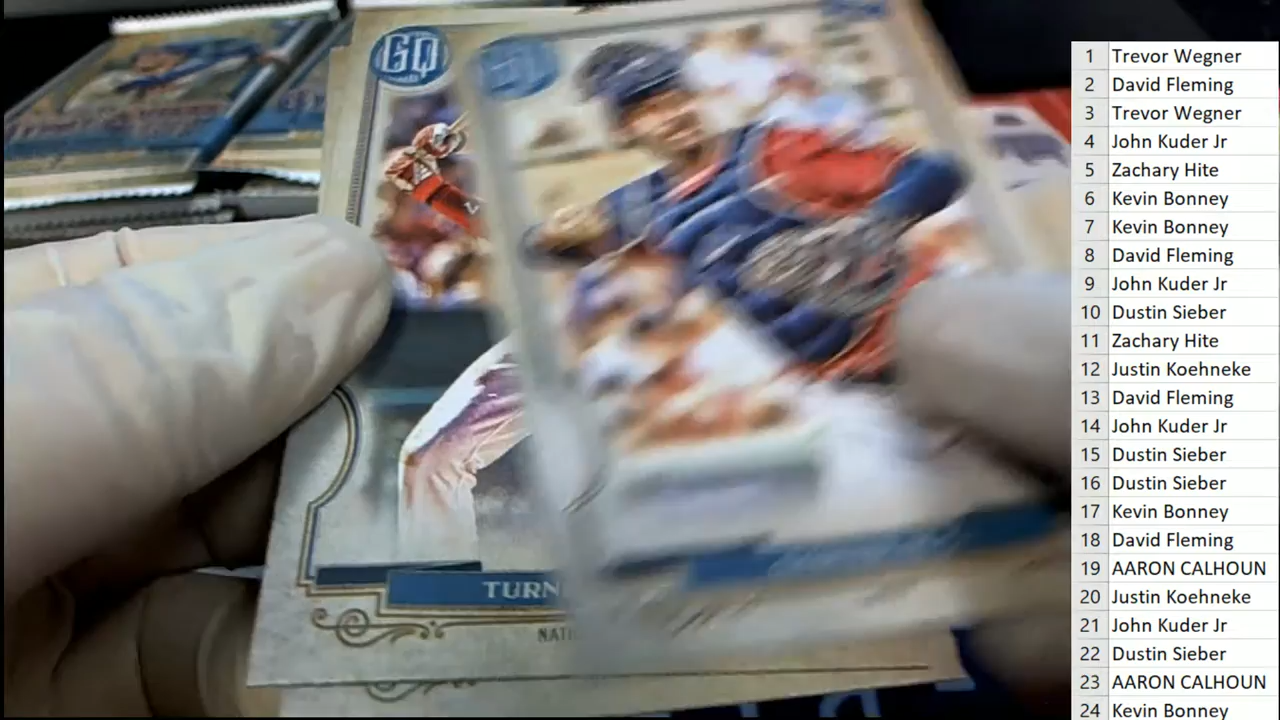 GQ
TURN
NATI
1 Trevor Wegner
2 David Fleming
3 Trevor Wegner
4 John Kuder Jr
5 Zachary Hite
6 Kevin Bonney
7 Kevin Bonney
8 David Fleming
9 John Kuder Jr
10 Dustin Sieber
11 Zachary Hite
12 Justin Koehneke
13 David Fleming
14 John Kuder Jr
15 Dustin Sieber
16 Dustin Sieber
17 Kevin Bonney
18 David Fleming
19 AARON CALHOUN
20 Justin Koehneke
21 John Kuder Jr
22 Dustin Sieber
23 AARON CALHOUN
24 Kevin Bonney